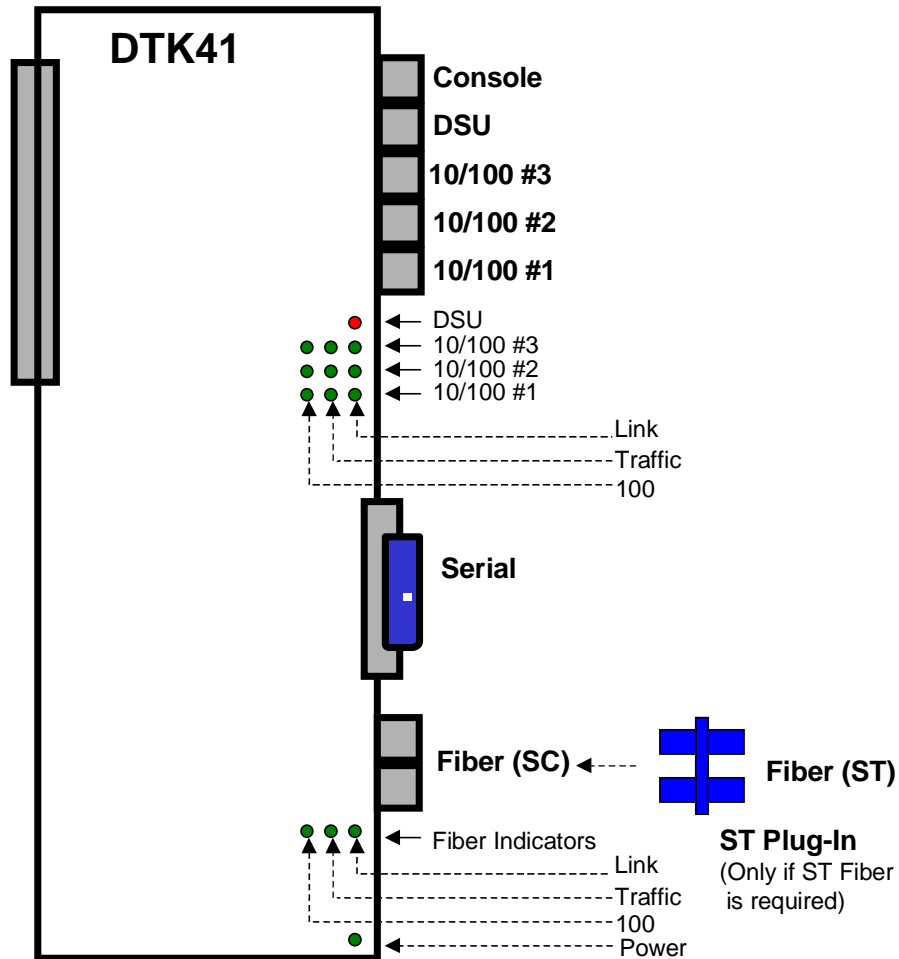 DTK41
Console
DSU
10/100 #3
10/100 #2
10/100 #1
DSU
10/100 #3
10/100 #2
10/100 #1
Link
Traffic
100
Serial
Fiber (SC)
Fiber (ST)
ST Plug-In
(Only if ST Fiber
is required)
Fiber Indicators
Link
Traffic
100
Power